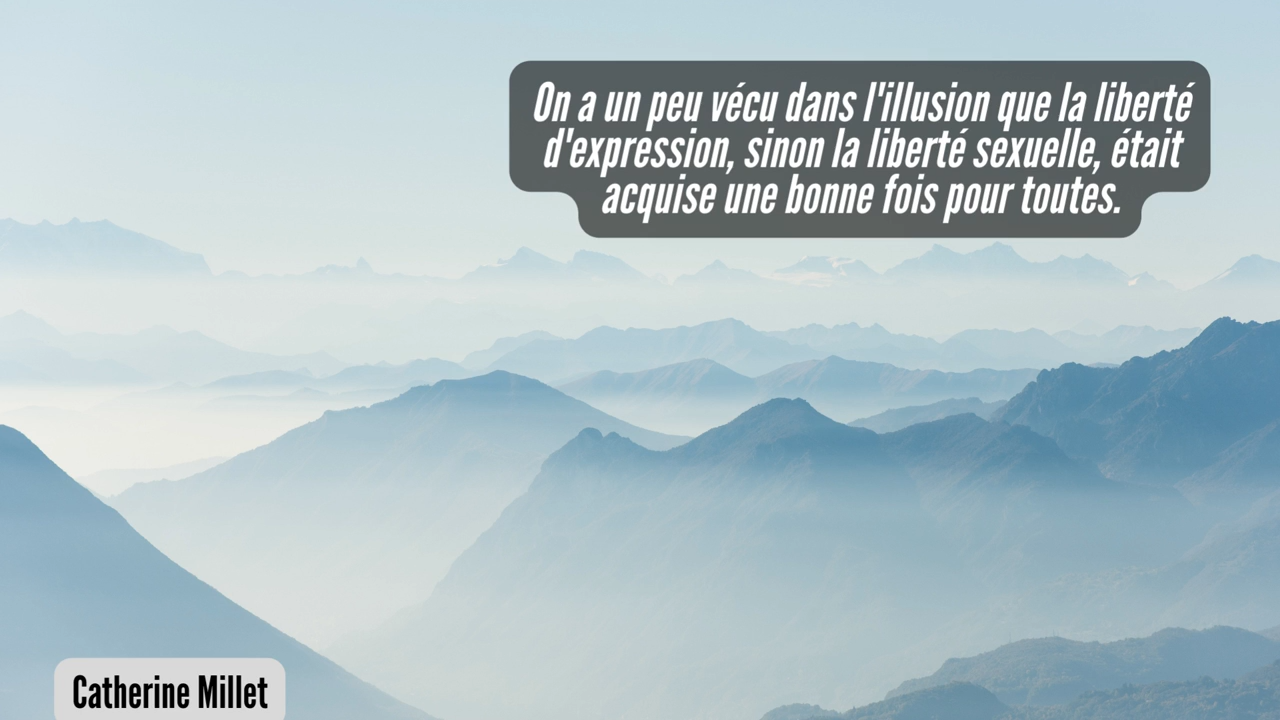 On a un peu vécu dans l'illusion que la liberté
d'expression, sinon la liberté sexuelle, était
acquise une bonne fois pour toutes.
Catherine Millet